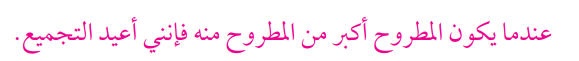 عندما يكون المطروح أكبر من المطروح منه فإنني أعيد التجميع.